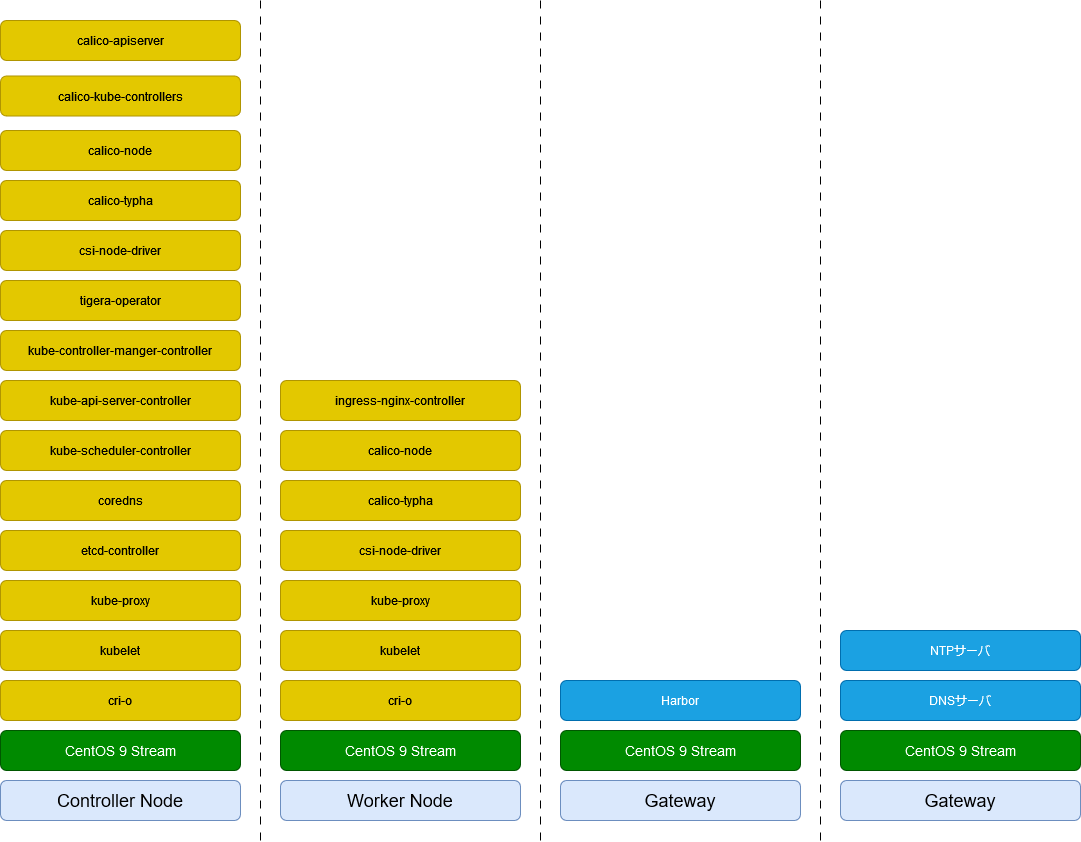 calico-apiserver
calico-kube-controllers
calico-node
calico-typha
csi-node-driver
tigera-operator
kube-controller-manger-controller
kube-api-server-controller
kube-scheduler-controller
coredns
etcd-controller
kube-proxy
kubelet
cri-o
CentOS 9 Stream
Controller Node
ingress-nginx-controller
calico-node
calico-typha
csi-node-driver
kube-proxy
kubelet
cri-o
CentOS 9 Stream
Worker Node
Harbor
CentOS 9 Stream
Gateway
NTPサーバ
DNSサーバ
CentOS 9 Stream
Gateway